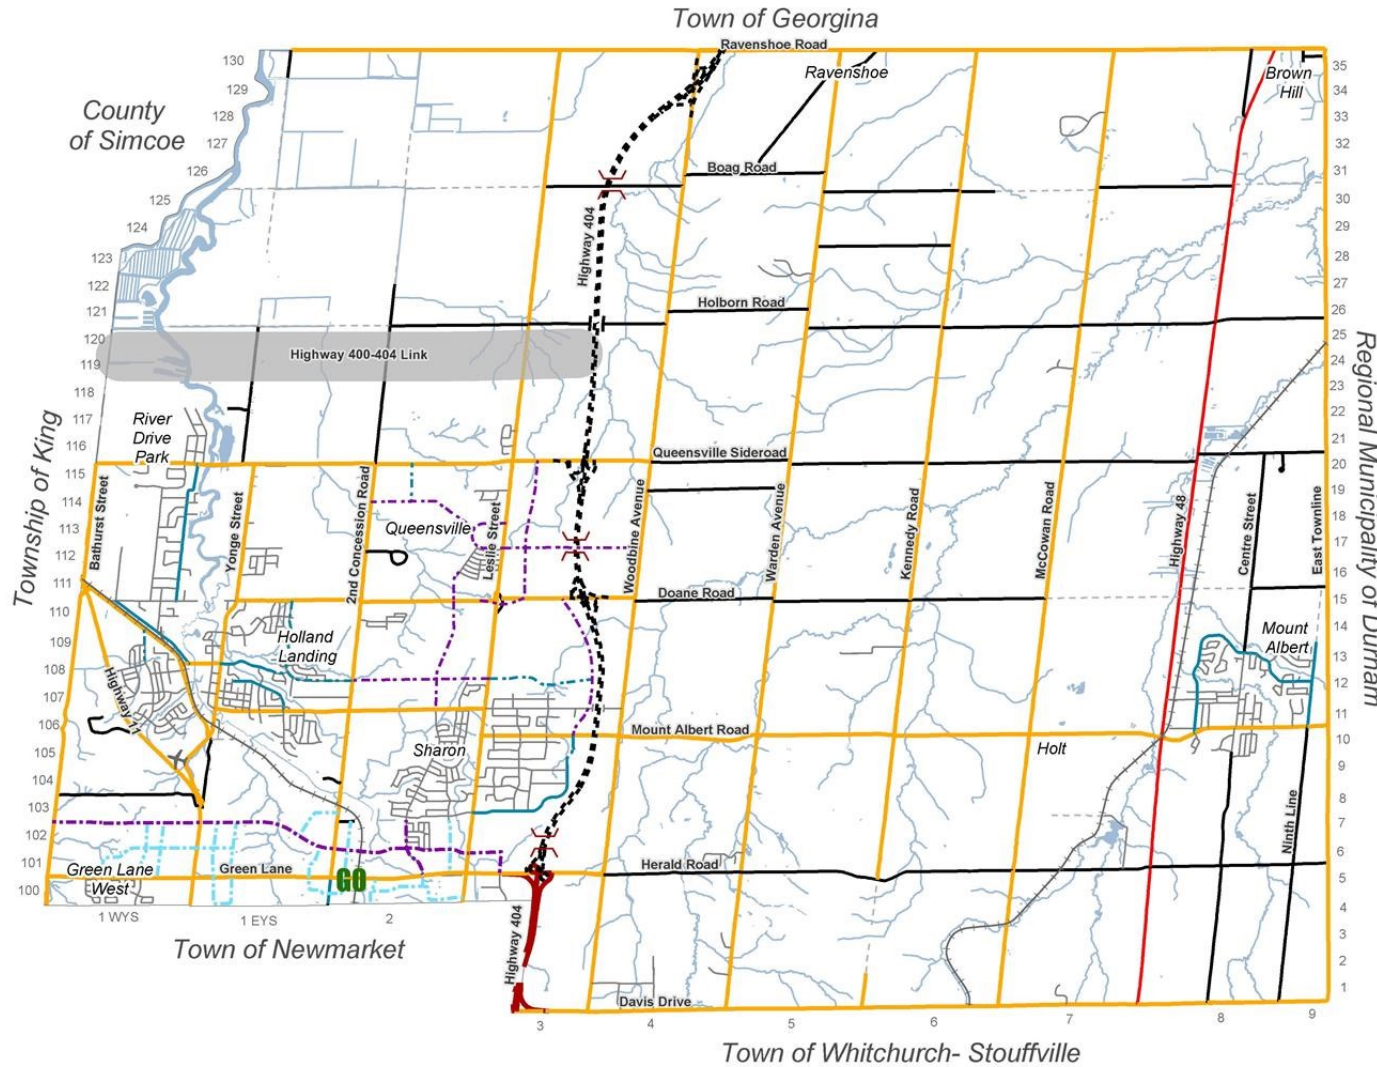 Town of Georgina
Ravenshoe Road
130
129
128
127
126
125
124
123
122
121
120
119
118
117
116
115
114
113
112
111
110
109
108
107
106
105
104
103
102
101
100
County
of Simcoe
Ravenshoe
Brown
Hill
35
34
33
32
31
30
29
28
27
26
25
24
23
22
21
20
19
18
17
16
15
14
13
12
11
10
9
8
7
6
5
4
3
2
1
Boag Road
Highway 404
Holborn Road
Highway 400-404 Link
Township of King
Regional Municipality of Durham
River
Drive
Park
Queensville Sideroad
Bathurst Street
Yonge Street
2nd Concession Road
Queensville
Leslie Street
Woodbine Avenue
Warden Avenue
Kennedy Road
McCowan Road
Highway 48
Centre Street
East Townline
Doane Road
Holland
Landing
Mount
Albert
Highway 11
Sharon
Mount Albert Road
Holt
Ninth Line
Green Lane
West
Green Lane
GO
Herald Road
1 WYS
1 EYS
2
Town of Newmarket
Highway 404
Davis Drive
3
4
5
6
7
8
9
Town of Whitchurch- Stouffville